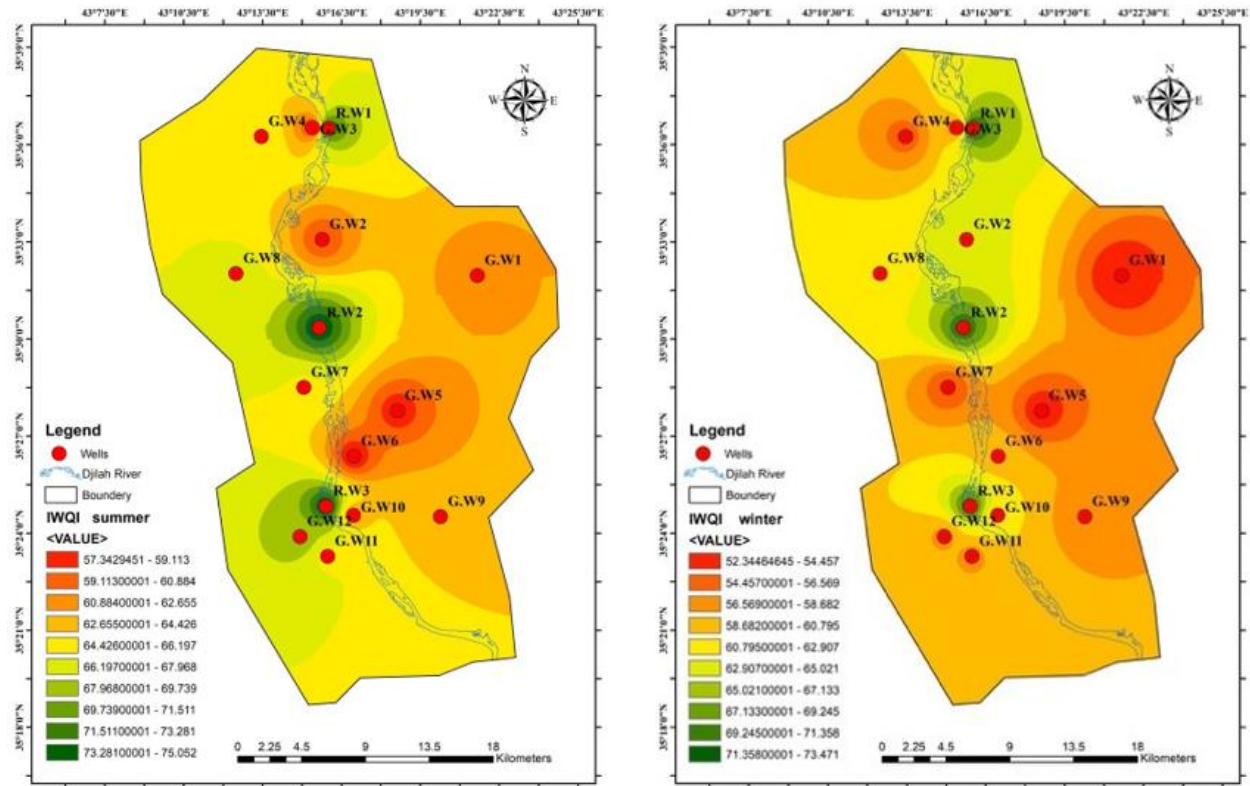 43°7'30"E 43°10'30"E 43°13'30"E 43°16'30"E 43°19'30"E 43°22'30"E 43°25'30"E
35°39'0"N
35°36'0"N
35°33'0"N
35°30'0"N
35°27'0"N
35°24'0"N
35°21'0"N
35°18'0"N
N
W E
S
R.W1
G.W4
G.W3
G.W2
G.W8
G.W1
R.W2
G.W7
G.W5
G.W6
R.W3
G.W10
G.W9
G.W12
G.W11
Legend
Wells
Djilah River
Boundery
IWQI summer
<VALUE>
57.3429451 - 59.113
59.11300001 - 60.884
60.88400001 - 62.655
62.65500001 - 64.426
64.42600001 - 66.197
66.19700001 - 67.968
67.96800001 - 69.739
69.73900001 - 71.511
71.51100001 - 73.281
73.28100001 - 75.052
0 2.25 4.5 9 13.5 18
Kilometers
43°7'30"E 43°10'30"E 43°13'30"E 43°16'30"E 43°19'30"E 43°22'30"E 43°25'30"E
35°39'0"N
35°36'0"N
35°33'0"N
35°30'0"N
35°27'0"N
35°24'0"N
35°21'0"N
35°18'0"N
N
W E
S
R.W1
G.W4
G.W3
G.W2
G.W8
G.W1
R.W2
G.W7
G.W5
G.W6
R.W3
G.W10
G.W9
G.W12
G.W11
Legend
Wells
Djilah River
Boundery
IWQI winter
<VALUE>
52.34464645 - 54.457
54.45700001 - 56.569
56.56900001 - 58.682
58.68200001 - 60.795
60.79500001 - 62.907
62.90700001 - 65.021
65.02100001 - 67.133
67.13300001 - 69.245
69.24500001 - 71.358
71.35800001 - 73.471
0 2.25 4.5 9 13.5 18
Kilometers